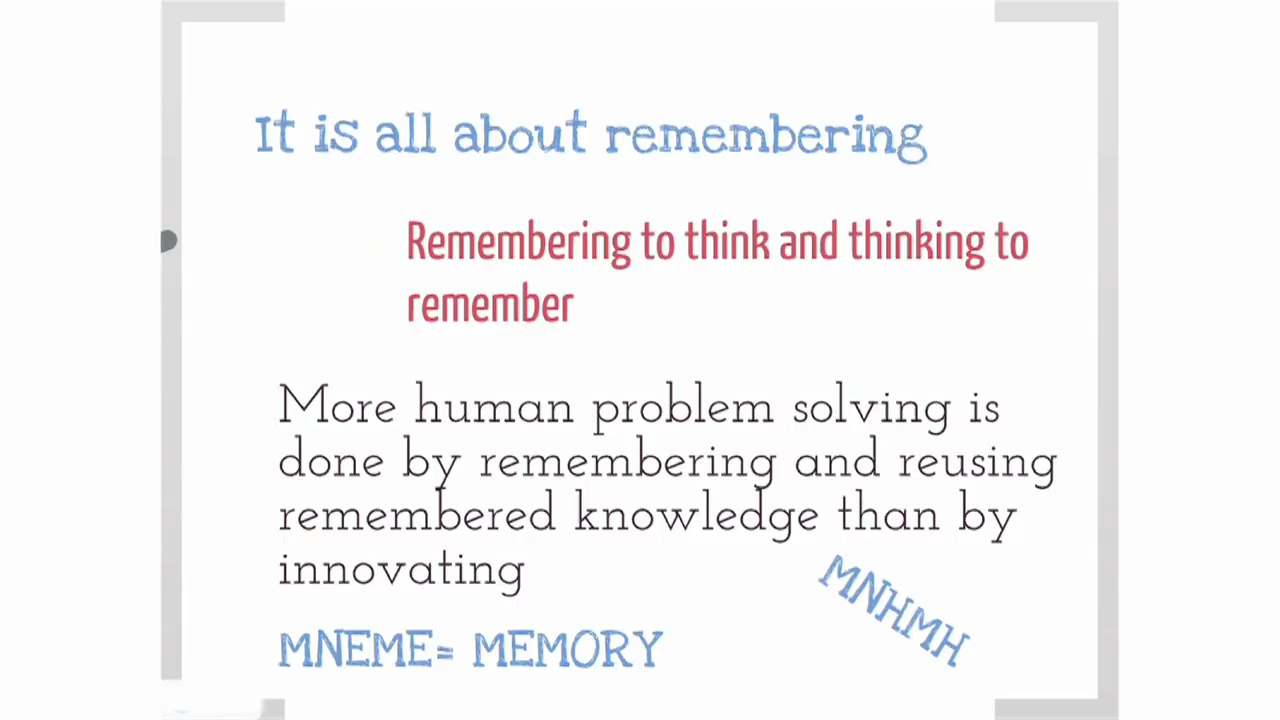 It is all about remembering
Remembering to think and thinking to
remember
More human problem solving is
done by remembering and reusing
remembered knowledge than by
innovating
MNHMH
MNEME= MEMORY